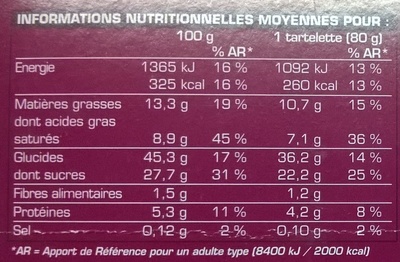 INFORMATIONS NUTRITIONNELLES MOYENNES POUR :
100 g 1 tartelette (80 g)
% AR* % AR*
Energie 1365 kJ 16 % 1092 kJ 13 %
325 kcal 16 % 260 kcal 13 %
Matières grasses 13,3 g 19 % 10,7 g 15 %
dont acides gras
saturés 8,9 g 45 % 7,1 g 36 %
Glucides 45,3 g 17 % 36,2 g 14 %
dont sucres 27,7 g 31 % 22,2 g 25 %
Fibres alimentaires 1,5 g 1,2 g
Protéines 5,3 g 11 % 4,2 g 8 %
Sel 0,12 g 2 % 0,10 g 2 %
*AR = Apport de Référence pour un adulte type (8400 kJ / 2000 kcal)